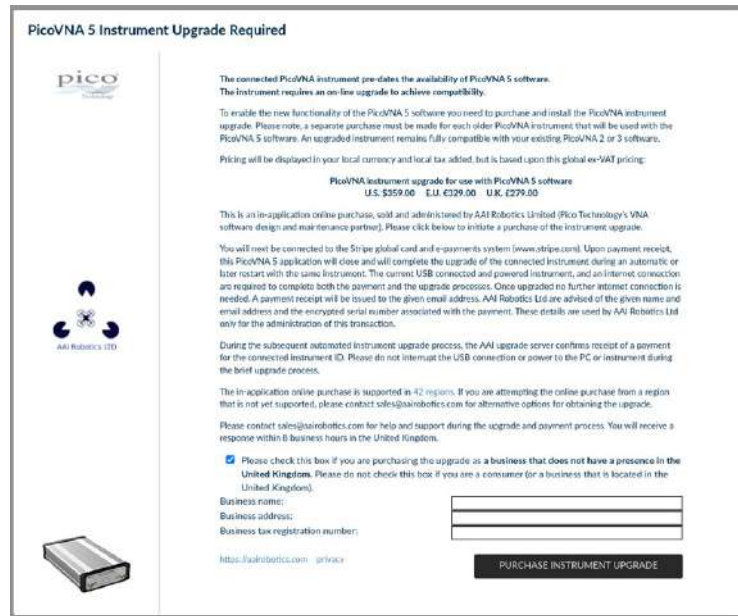 PicoVNA 5 Instrument Upgrade Required
pico
Technology
The connected PicoVNA instrument pre-dates the availability of PicoVNA 5 software.
The instrument requires an on-line upgrade to achieve compatibility.
To enable the new functionality of the PicoVNA 5 software you need to purchase and install the PicoVNA instrument
upgrade. Please note, a separate purchase must be made for each older PicoVNA instrument that will be used with the
PicoVNA 5 software. An upgraded instrument remains fully compatible with your existing PicoVNA 2 or 3 software.
Pricing will be displayed in your local currency and local tax added, but is based upon this global ex-VAT pricing:
PicoVNA instrument upgrade for use with PicoVNA 5 software
U.S. $359.00 E.U. €329.00 U.K. £279.00
This is an in-application online purchase, sold and administered by AAI Robotics Limited (Pico Technology's VNA
software design and maintenance partner). Please click below to initiate a purchase of the instrument upgrade.
You will next be connected to the Stripe global card and e-payments system (www.stripe.com). Upon payment receipt,
this PicoVNA 5 application will close and will complete the upgrade of the connected instrument during an automatic or
later restart with the same instrument. The current USB connected and powered instrument, and an internet connection
are required to complete both the payment and the upgrade processes. Once upgraded no further internet connection is
needed. A payment receipt will be issued to the given email address. AAI Robotics Ltd are advised of the given name and
email address and the encrypted serial number associated with the payment. These details are used by AAI Robotics Ltd
only for the administration of this transaction.
During the subsequent automated instrument upgrade process, the AAI upgrade server confirms receipt of a payment
for the connected instrument ID. Please do not interrupt the USB connection or power to the PC or instrument during
the brief upgrade process.
The in-application online purchase is supported in 42 regions. If you are attempting the online purchase from a region
that is not yet supported, please contact sales@aairobotics.com for alternative options for obtaining the upgrade.
Please contact sales@aairobotics.com for help and support during the upgrade and payment process. You will receive a
response within 8 business hours in the United Kingdom.
Please check this box if you are purchasing the upgrade as a business that does not have a presence in the
United Kingdom. Please do not check this box if you are a consumer (or a business that is located in the
United Kingdom).
Business name:
Business address:
Business tax registration number:
https://aairobotics.com privacy
PURCHASE INSTRUMENT UPGRADE
AAI Robotics LTD